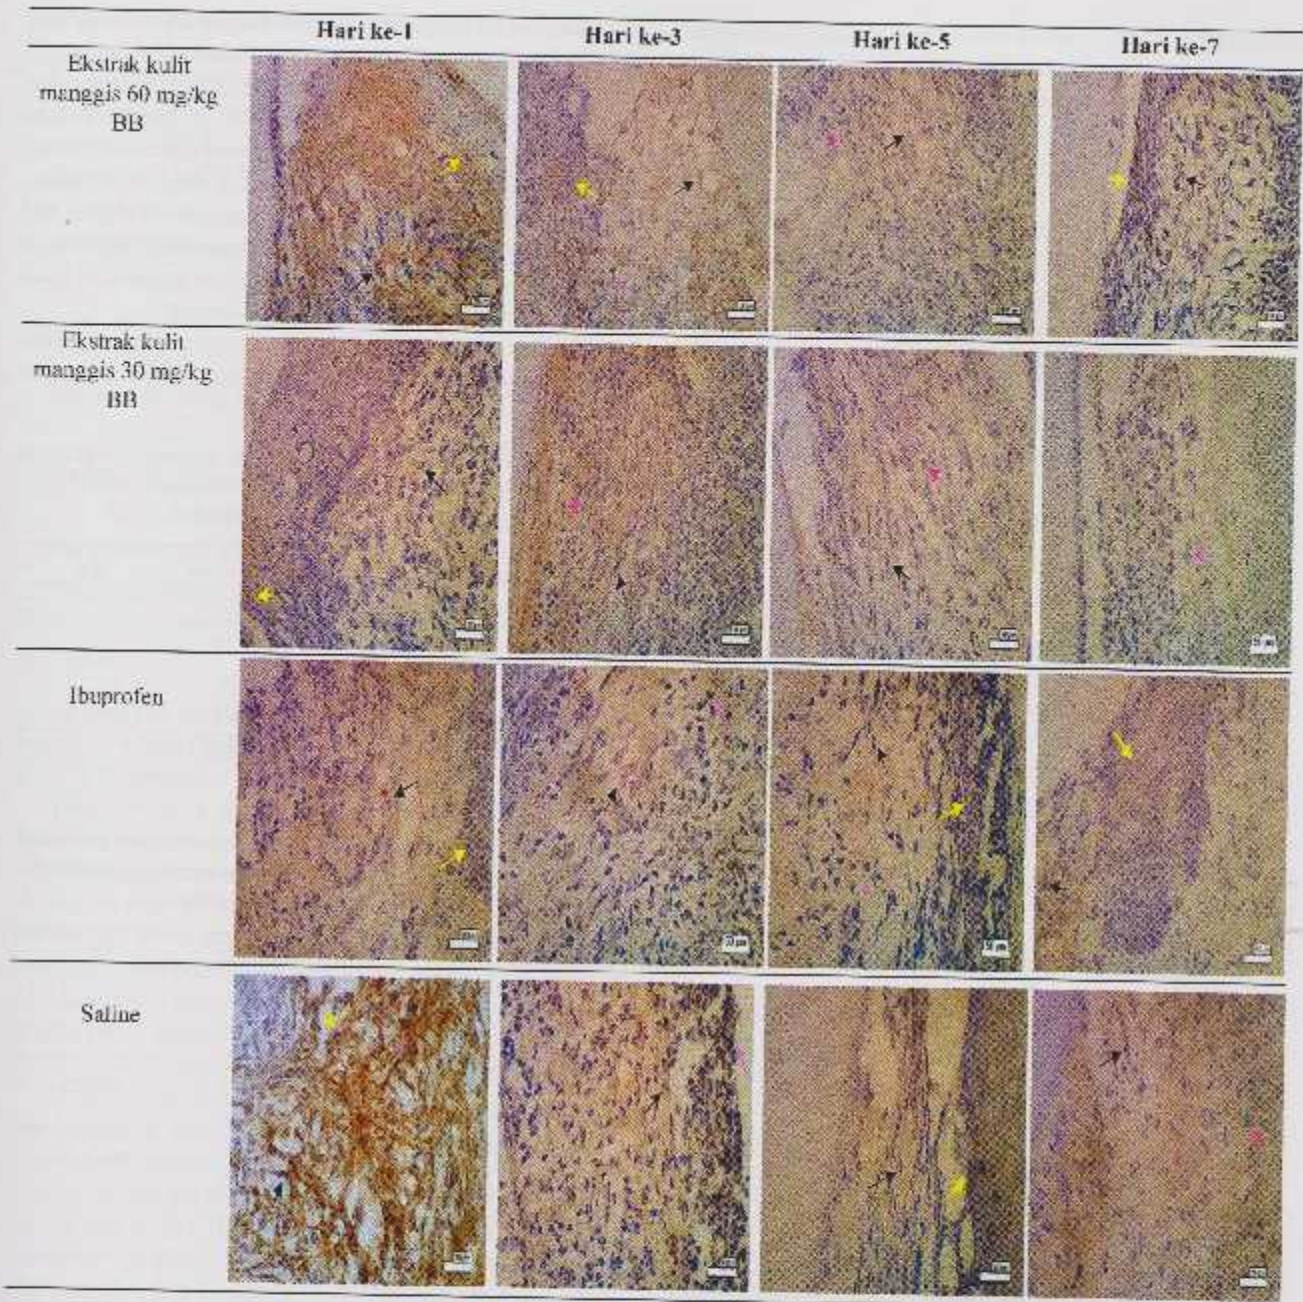 Hari ke-1 Hari ke-3 Hari ke-5 Hari ke-7
Ekstrak kulit
manggis 60 mg/kg
BB
Ekstrak kulit
manggis 30 mg/kg
BB
Ibuprofen
Saline